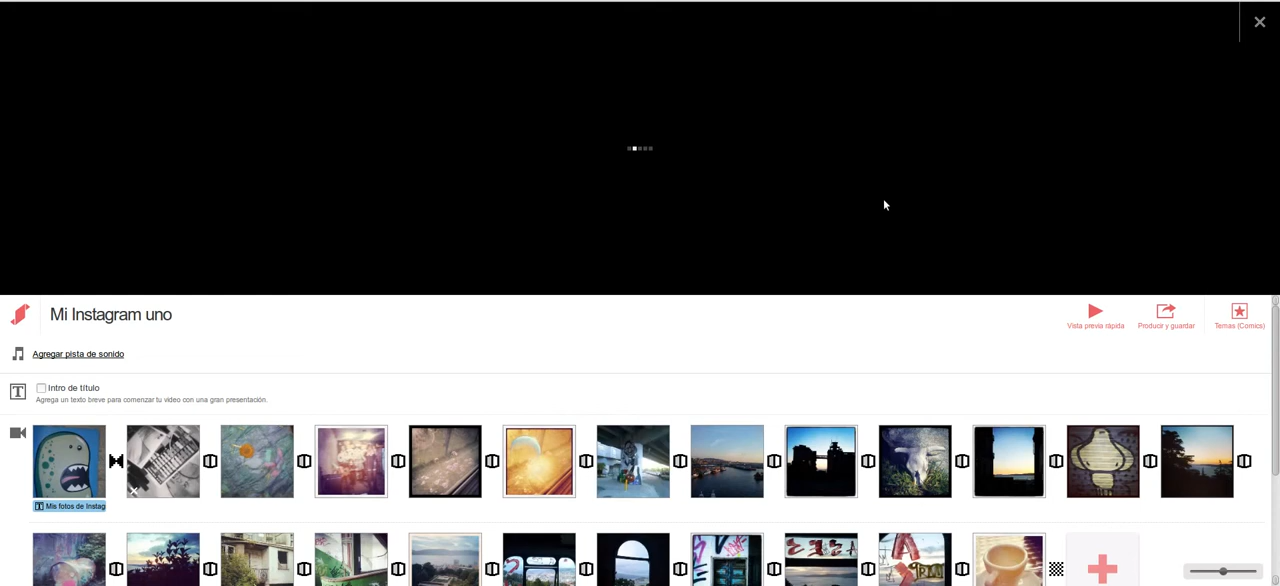 Mi Instagram uno
Vista previa rápida
Producir y guardar
Temas (Comics)
Agregar pista de sonido
T
Intro de título
Agrega un texto breve para comenzar tu video con una gran presentación.
Mis fotos de Instag